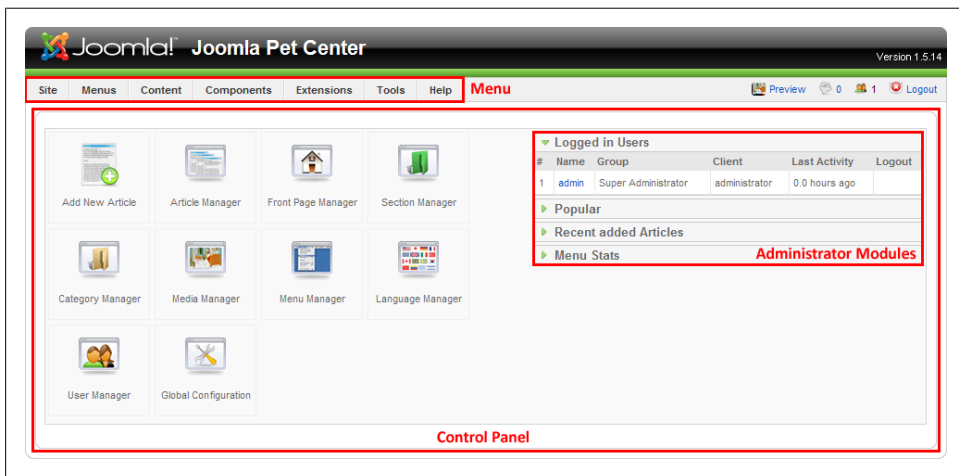 Joomla!™ Joomla Pet Center
Version 1.5.14
Site Menus Content Components Extensions Tools Help Menu Preview 0 1 Logout
Logged in Users
# Name Group Client Last Activity Logout
1 admin Super Administrator administrator 0.0 hours ago
Add New Article Article Manager Front Page Manager Section Manager
Popular
Recent added Articles
Menu Stats Administrator Modules
Category Manager Media Manager Menu Manager Language Manager
User Manager Global Configuration
Control Panel